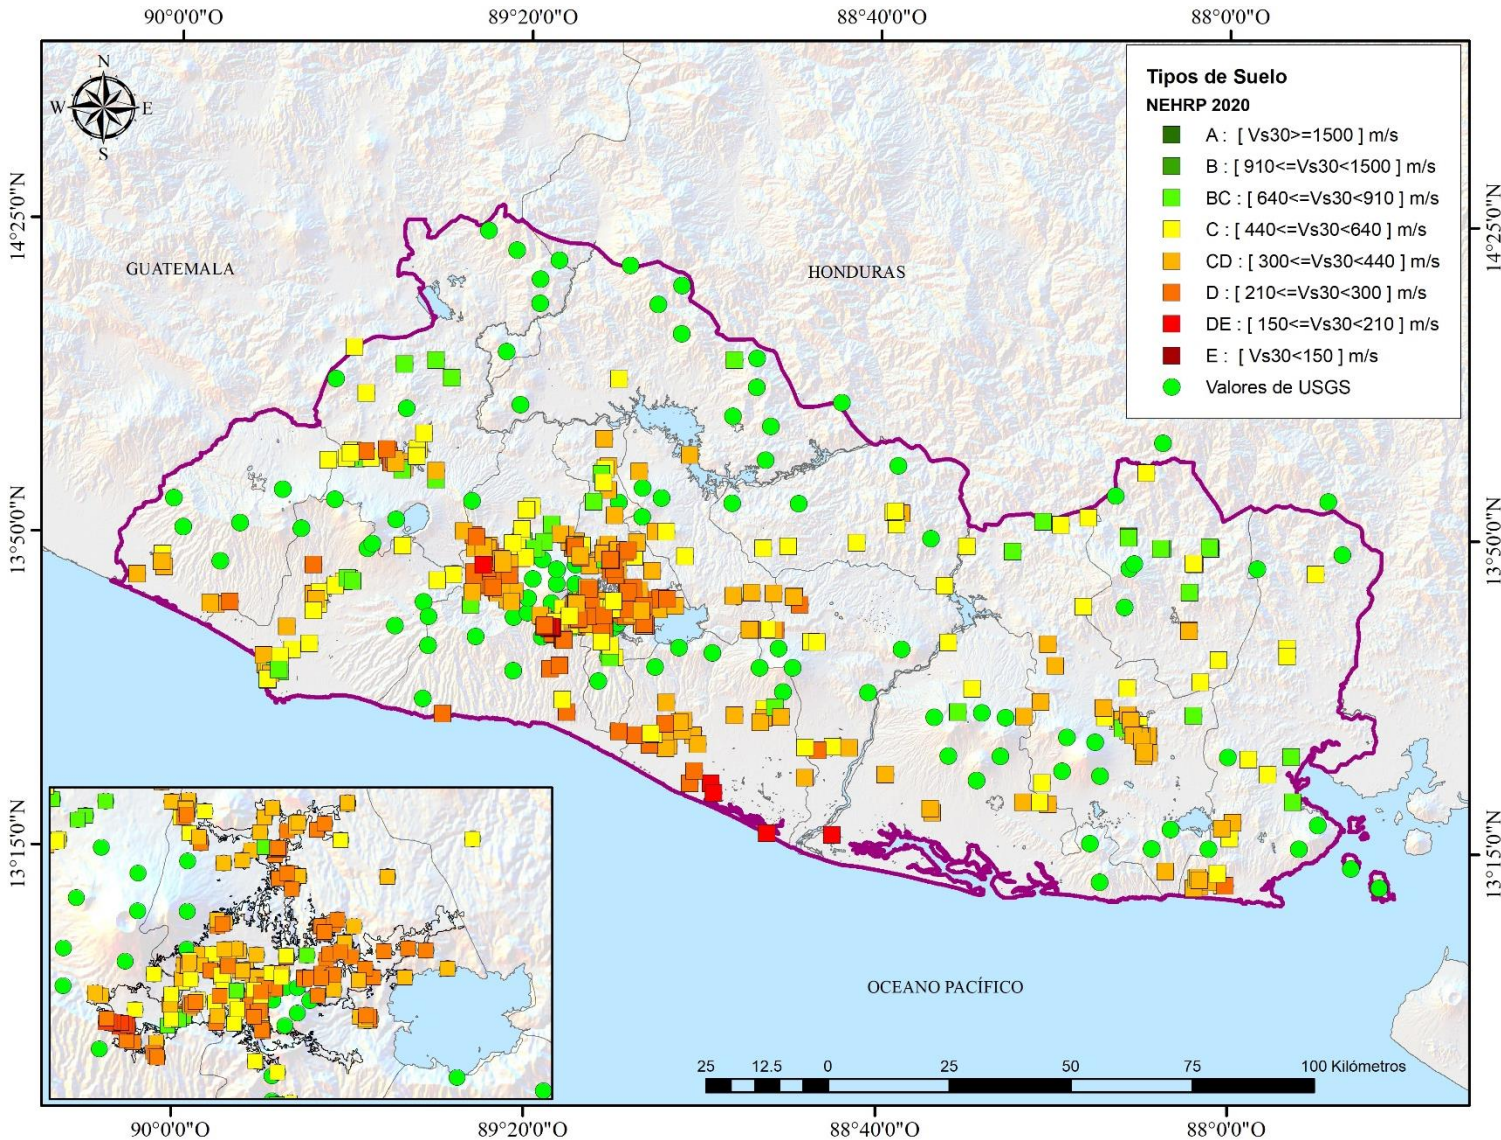 90°0'0"O
89°20'0"O
88°40'0"O
88°0'0"O
N
W
E
S
Tipos de Suelo
NEHRP 2020
A : [ Vs30>=1500 ] m/s
B : [ 910<=Vs30<1500 ] m/s
BC : [ 640<=Vs30<910 ] m/s
C : [ 440<=Vs30<640 ] m/s
CD : [ 300<=Vs30<440 ] m/s
D : [ 210<=Vs30<300 ] m/s
DE : [ 150<=Vs30<210 ] m/s
E : [ Vs30<150 ] m/s
Valores de USGS
14°25'0"N
14°25'0"N
GUATEMALA
HONDURAS
13°50'0"N
13°50'0"N
13°15'0"N
13°15'0"N
OCEANO PACÍFICO
25 12.5 0 25 50 75 100 Kilómetros
90°0'0"O
89°20'0"O
88°40'0"O
88°0'0"O